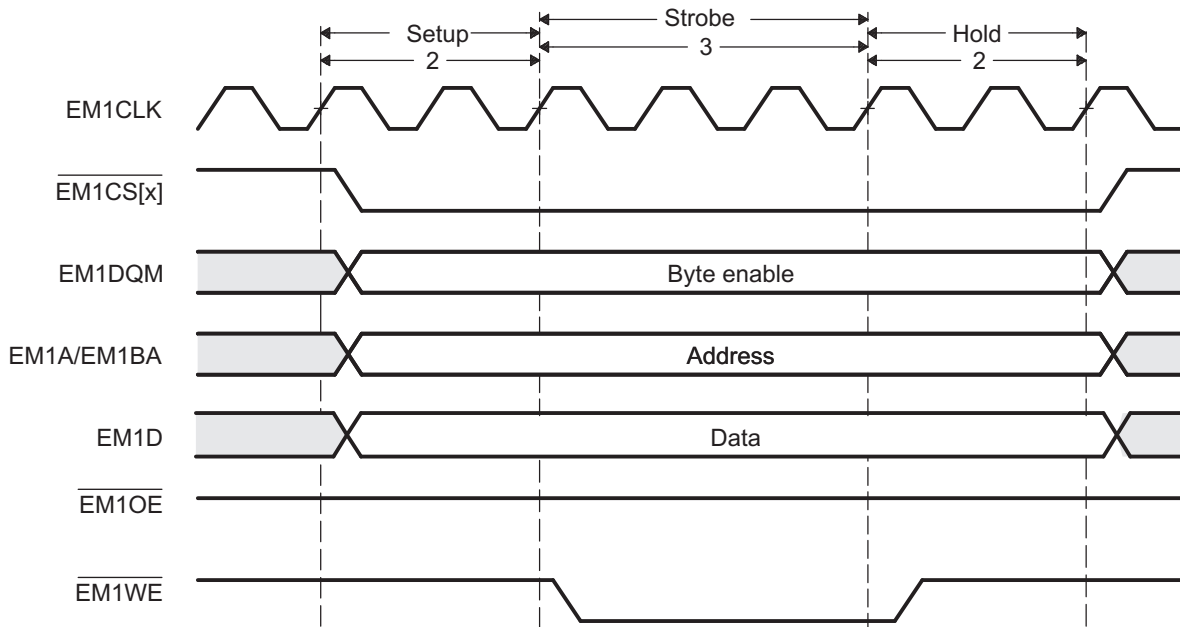 Setup
Strobe
Hold
2
3
2
EM1CLK
EM1CS[x]
EM1DQM
Byte enable
EM1A/EM1BA
Address
EM1D
Data
EM1OE
EM1WE